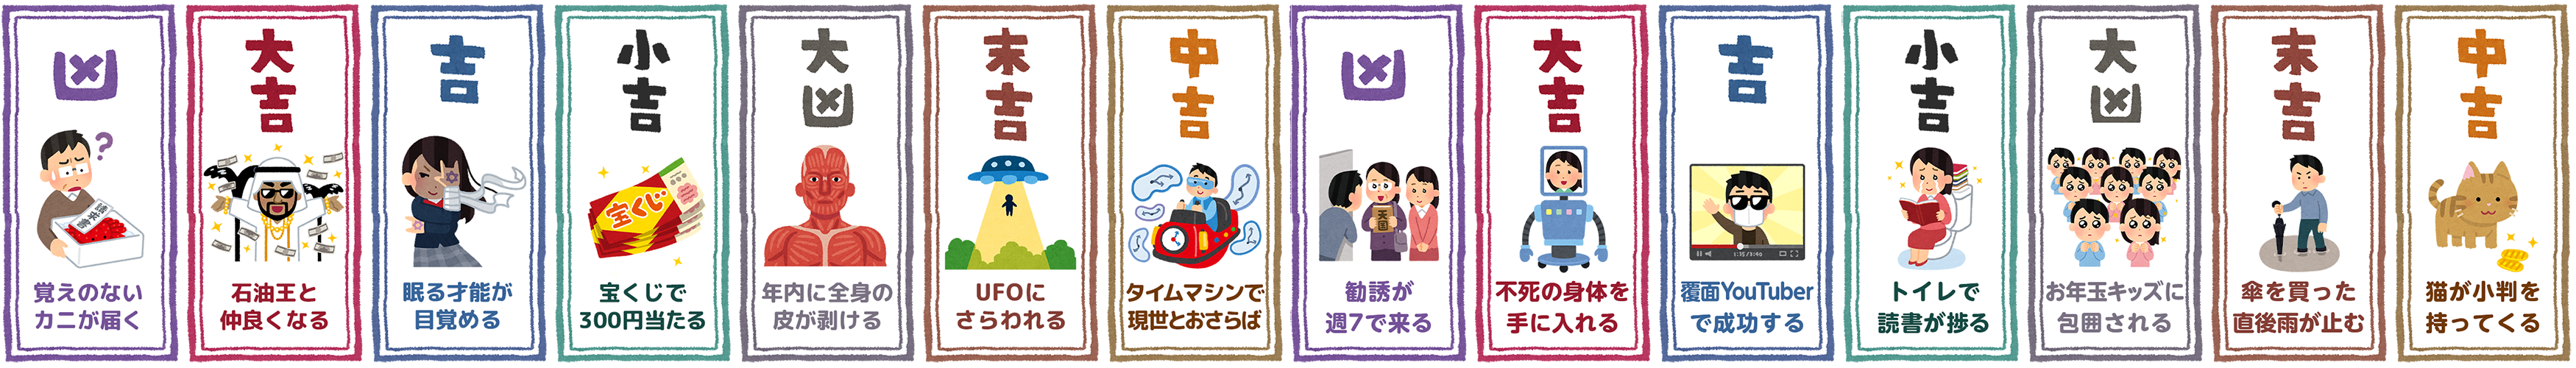 凶
請求書
覚えのない
カニが届く
大吉
石油王と
仲良くなる
吉
眠る才能が
目覚める
小吉
宝くじ
宝くじで
300円当たる
大凶
年内に全身の
皮が剥ける
末吉
UFOに
さらわれる
中吉
タイムマシンで
現世とおさらば
凶
天国
勧誘が
週7で来る
大吉
不死の身体を
手に入れる
吉
覆面YouTuber
で成功する
小吉
トイレで
読書が捗る
大凶
お年玉キッズに
包囲される
末吉
傘を買った
直後雨が止む
中吉
猫が小判を
持ってくる